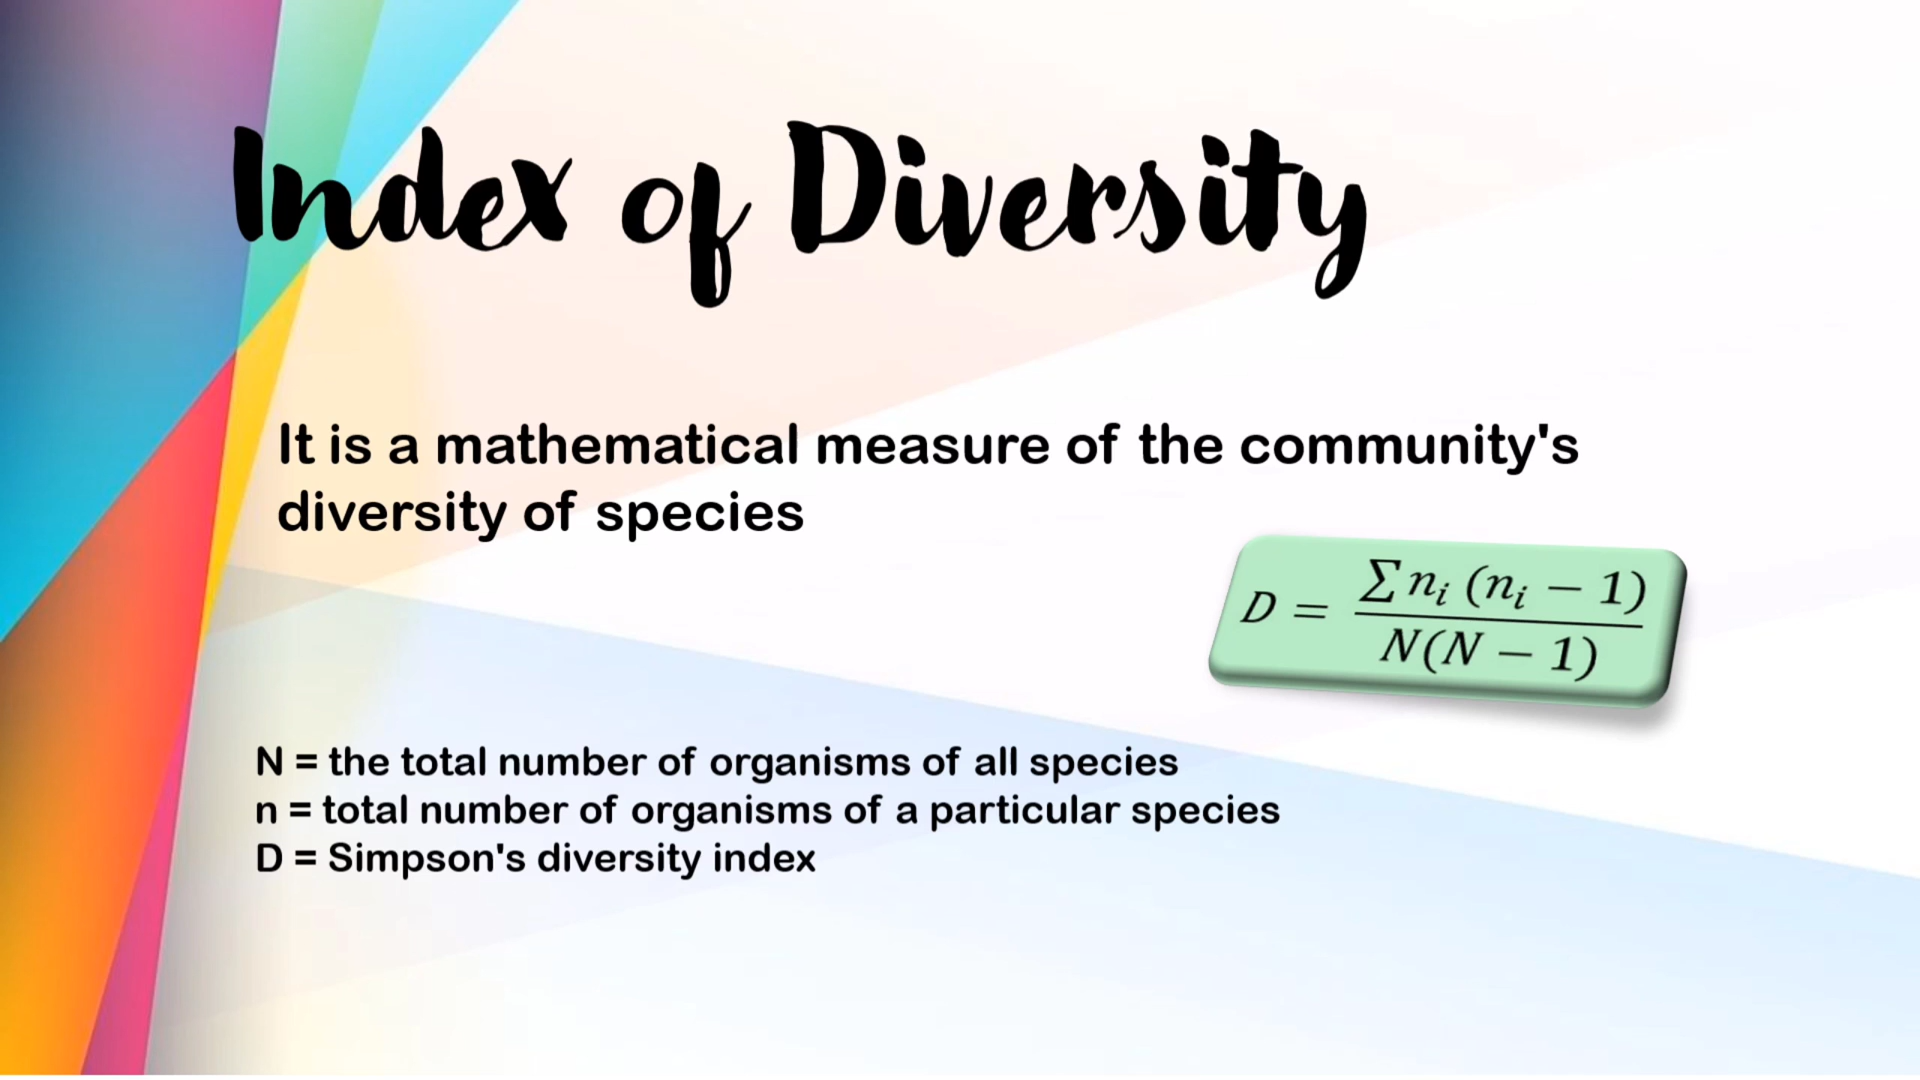 Index of Diversity
It is a mathematical measure of the community's
diversity of species
D = ∑ nᵢ (nᵢ − 1) / N(N − 1)
N = the total number of organisms of all species
n = total number of organisms of a particular species
D = Simpson's diversity index